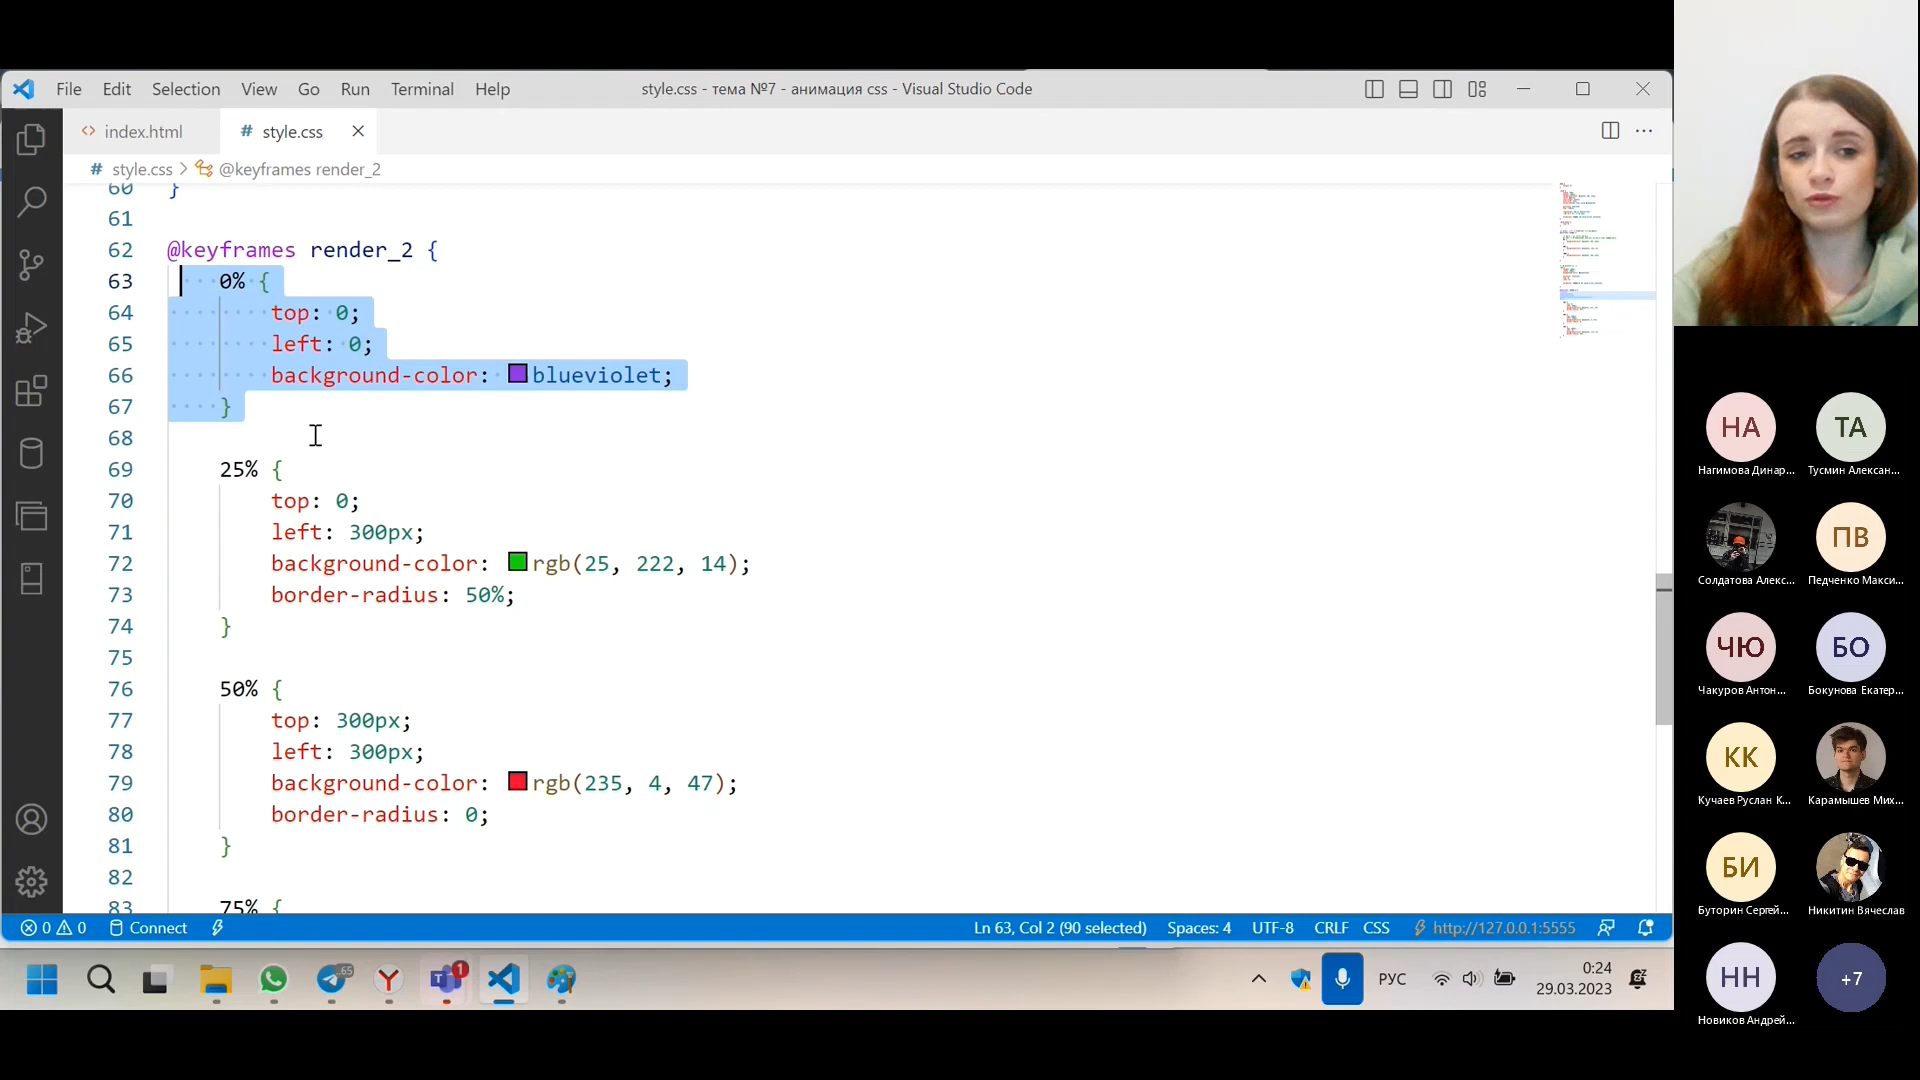 File Edit Selection View Go Run Terminal Help
style.css - тема №7 - анимация css - Visual Studio Code
<> index.html
# style.css
# style.css > @keyframes render_2
60 }
61
62 @keyframes render_2 {
63 0% {
64 top: 0;
65 left: 0;
66 background-color: blueviolet;
67 }
68
69 25% {
70 top: 0;
71 left: 300px;
72 background-color: rgb(25, 222, 14);
73 border-radius: 50%;
74 }
75
76 50% {
77 top: 300px;
78 left: 300px;
79 background-color: rgb(235, 4, 47);
80 border-radius: 0;
81 }
82
83 75% {
0 0 Connect
Ln 63, Col 2 (90 selected) Spaces: 4 UTF-8 CRLF CSS http://127.0.0.1:5555
.65
1
РУС
0:24
29.03.2023
НА ТА
Нагимова Динар... Тусмин Алексан...
ПВ
Солдатова Алекс... Педченко Макси...
ЧЮ БО
Чакуров Антон... Бокунова Екатер...
КК
Кучаев Руслан К... Карамышев Мих...
БИ
Буторин Сергей... Никитин Вячеслав
НН +7
Новиков Андрей...